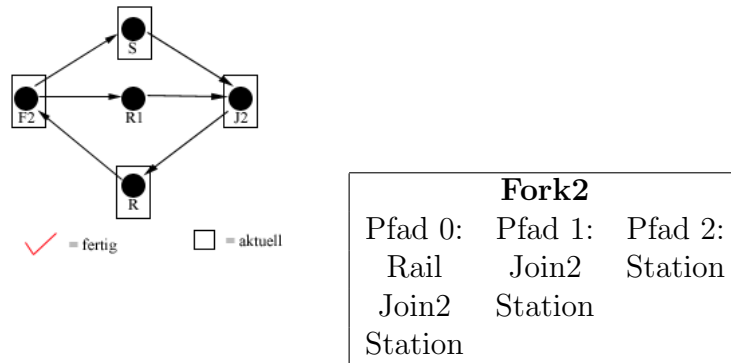 S
F2
R1
J2
R
= fertig
= aktuell
Fork2
Pfad 0: Pfad 1: Pfad 2:
Rail Join2 Station
Join2 Station
Station